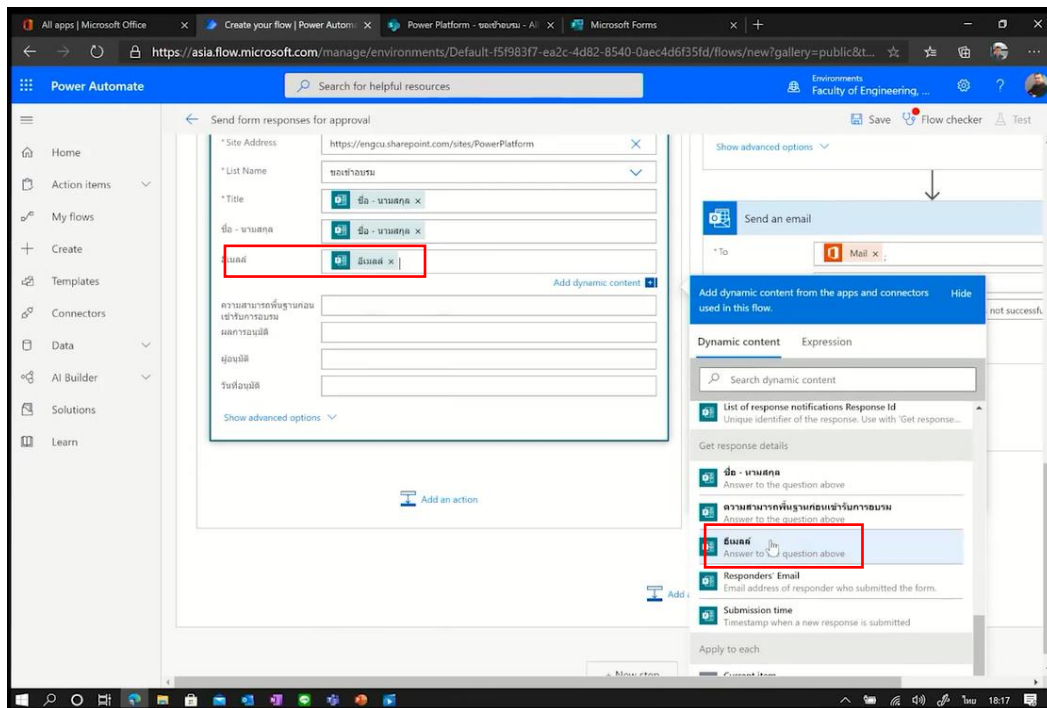 All apps | Microsoft Office
Create your flow | Power Autom
Power Platform - ขอเข้าอบรม - Al
Microsoft Forms
https://asia.flow.microsoft.com/manage/environments/Default-f5f983f7-ea2c-4d82-8540-0aec4d6f35fd/flows/new?gallery=public&t...
Power Automate
Search for helpful resources
Environments
Faculty of Engineering, ...
Send form responses for approval
Save
Flow checker
Test
Home
Action items
My flows
Create
Templates
Connectors
Data
AI Builder
Solutions
Learn
* Site Address
https://engcu.sharepoint.com/sites/PowerPlatform
* List Name
ขอเข้าอบรม
* Title
ชื่อ - นามสกุล
ชื่อ - นามสกุล
ชื่อ - นามสกุล
อีเมลล์
อีเมลล์
Add dynamic content
ความสามารถพื้นฐานก่อน
เข้ารับการอบรม
ผลการอนุมัติ
ผู้อนุมัติ
วันที่อนุมัติ
Show advanced options
Add an action
Show advanced options
Send an email
* To
Mail
;
not successfu
Add dynamic content from the apps and connectors
used in this flow.
Hide
Dynamic content
Expression
Search dynamic content
List of response notifications Response Id
Unique identifier of the response. Use with 'Get response...
Get response details
ชื่อ - นามสกุล
Answer to the question above
ความสามารถพื้นฐานก่อนเข้ารับการอบรม
Answer to the question above
อีเมลล์
Answer to the question above
Responders' Email
Email address of responder who submitted the form.
Submission time
Timestamp when a new response is submitted
Apply to each
Current item
Add a
+ New step
ไทย
18:17